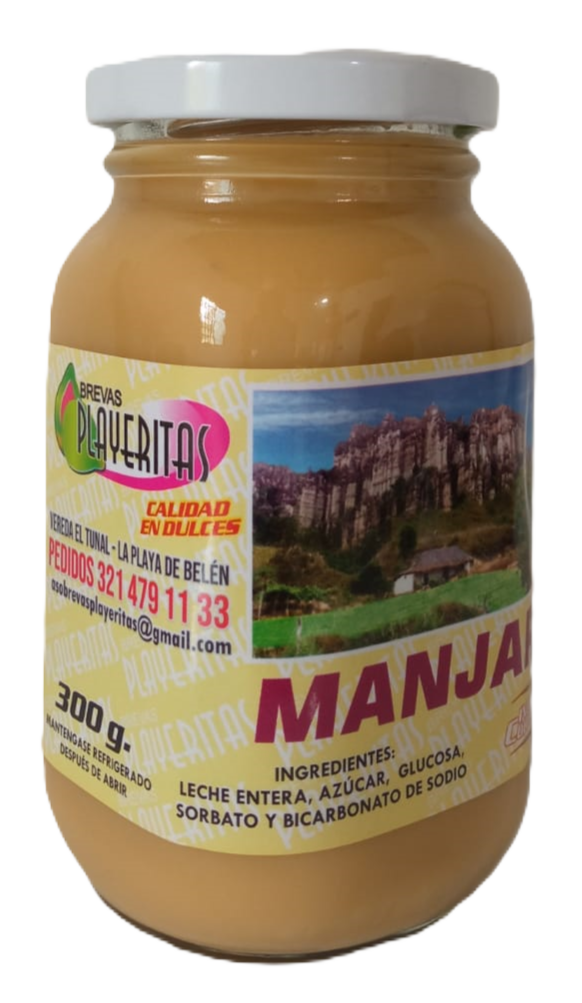 BREVAS
PLAYERITAS
CALIDAD
EN DULCES
VEREDA EL TUNAL - LA PLAYA DE BELÉN
PEDIDOS 321 479 11 33
asobrevasplayeritas@gmail.com
300 g.
MANTENGASE REFRIGERADO
DESPUÉS DE ABRIR
MANJAR
INGREDIENTES:
LECHE ENTERA, AZÚCAR, GLUCOSA,
SORBATO Y BICARBONATO DE SODIO